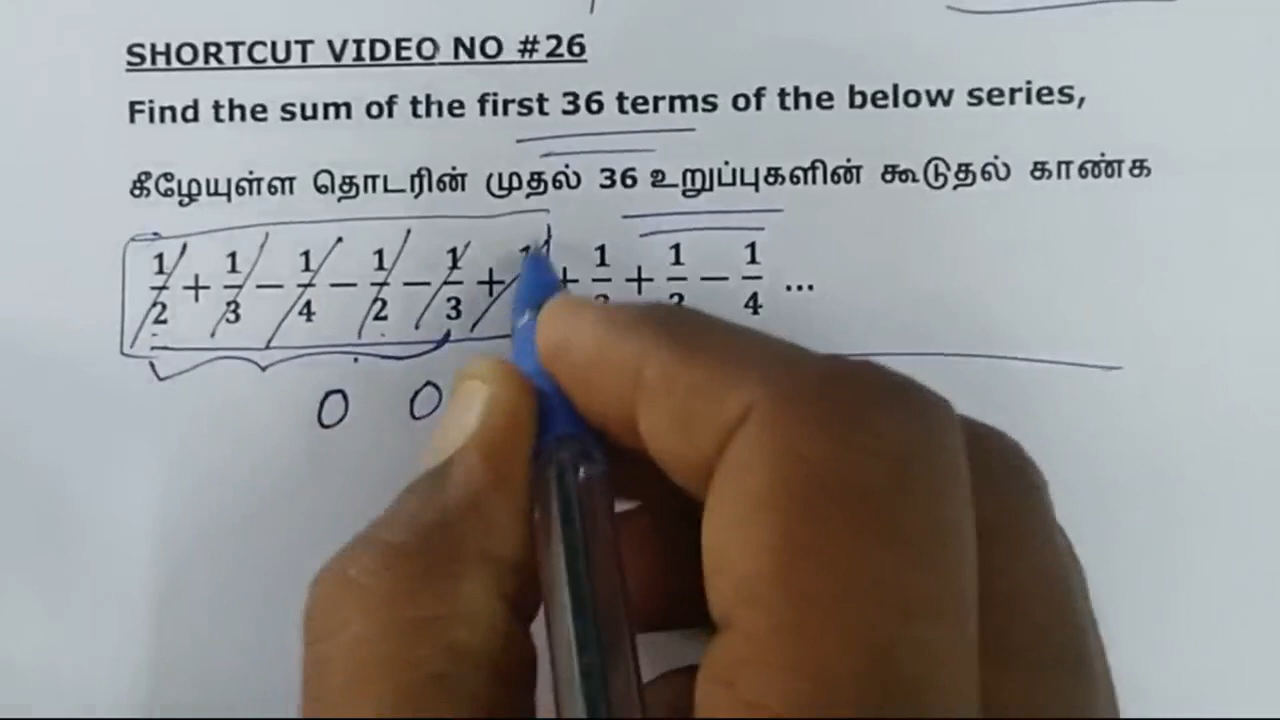 SHORTCUT VIDEO NO #26
Find the sum of the first 36 terms of the below series,
கீழேயுள்ள தொடரின் முதல் 36 உறுப்புகளின் கூடுதல் காண்க
1/2 + 1/3 − 1/4 − 1/2 − 1/3 + + 1/ + 1/ − 1/4 ...
0 0